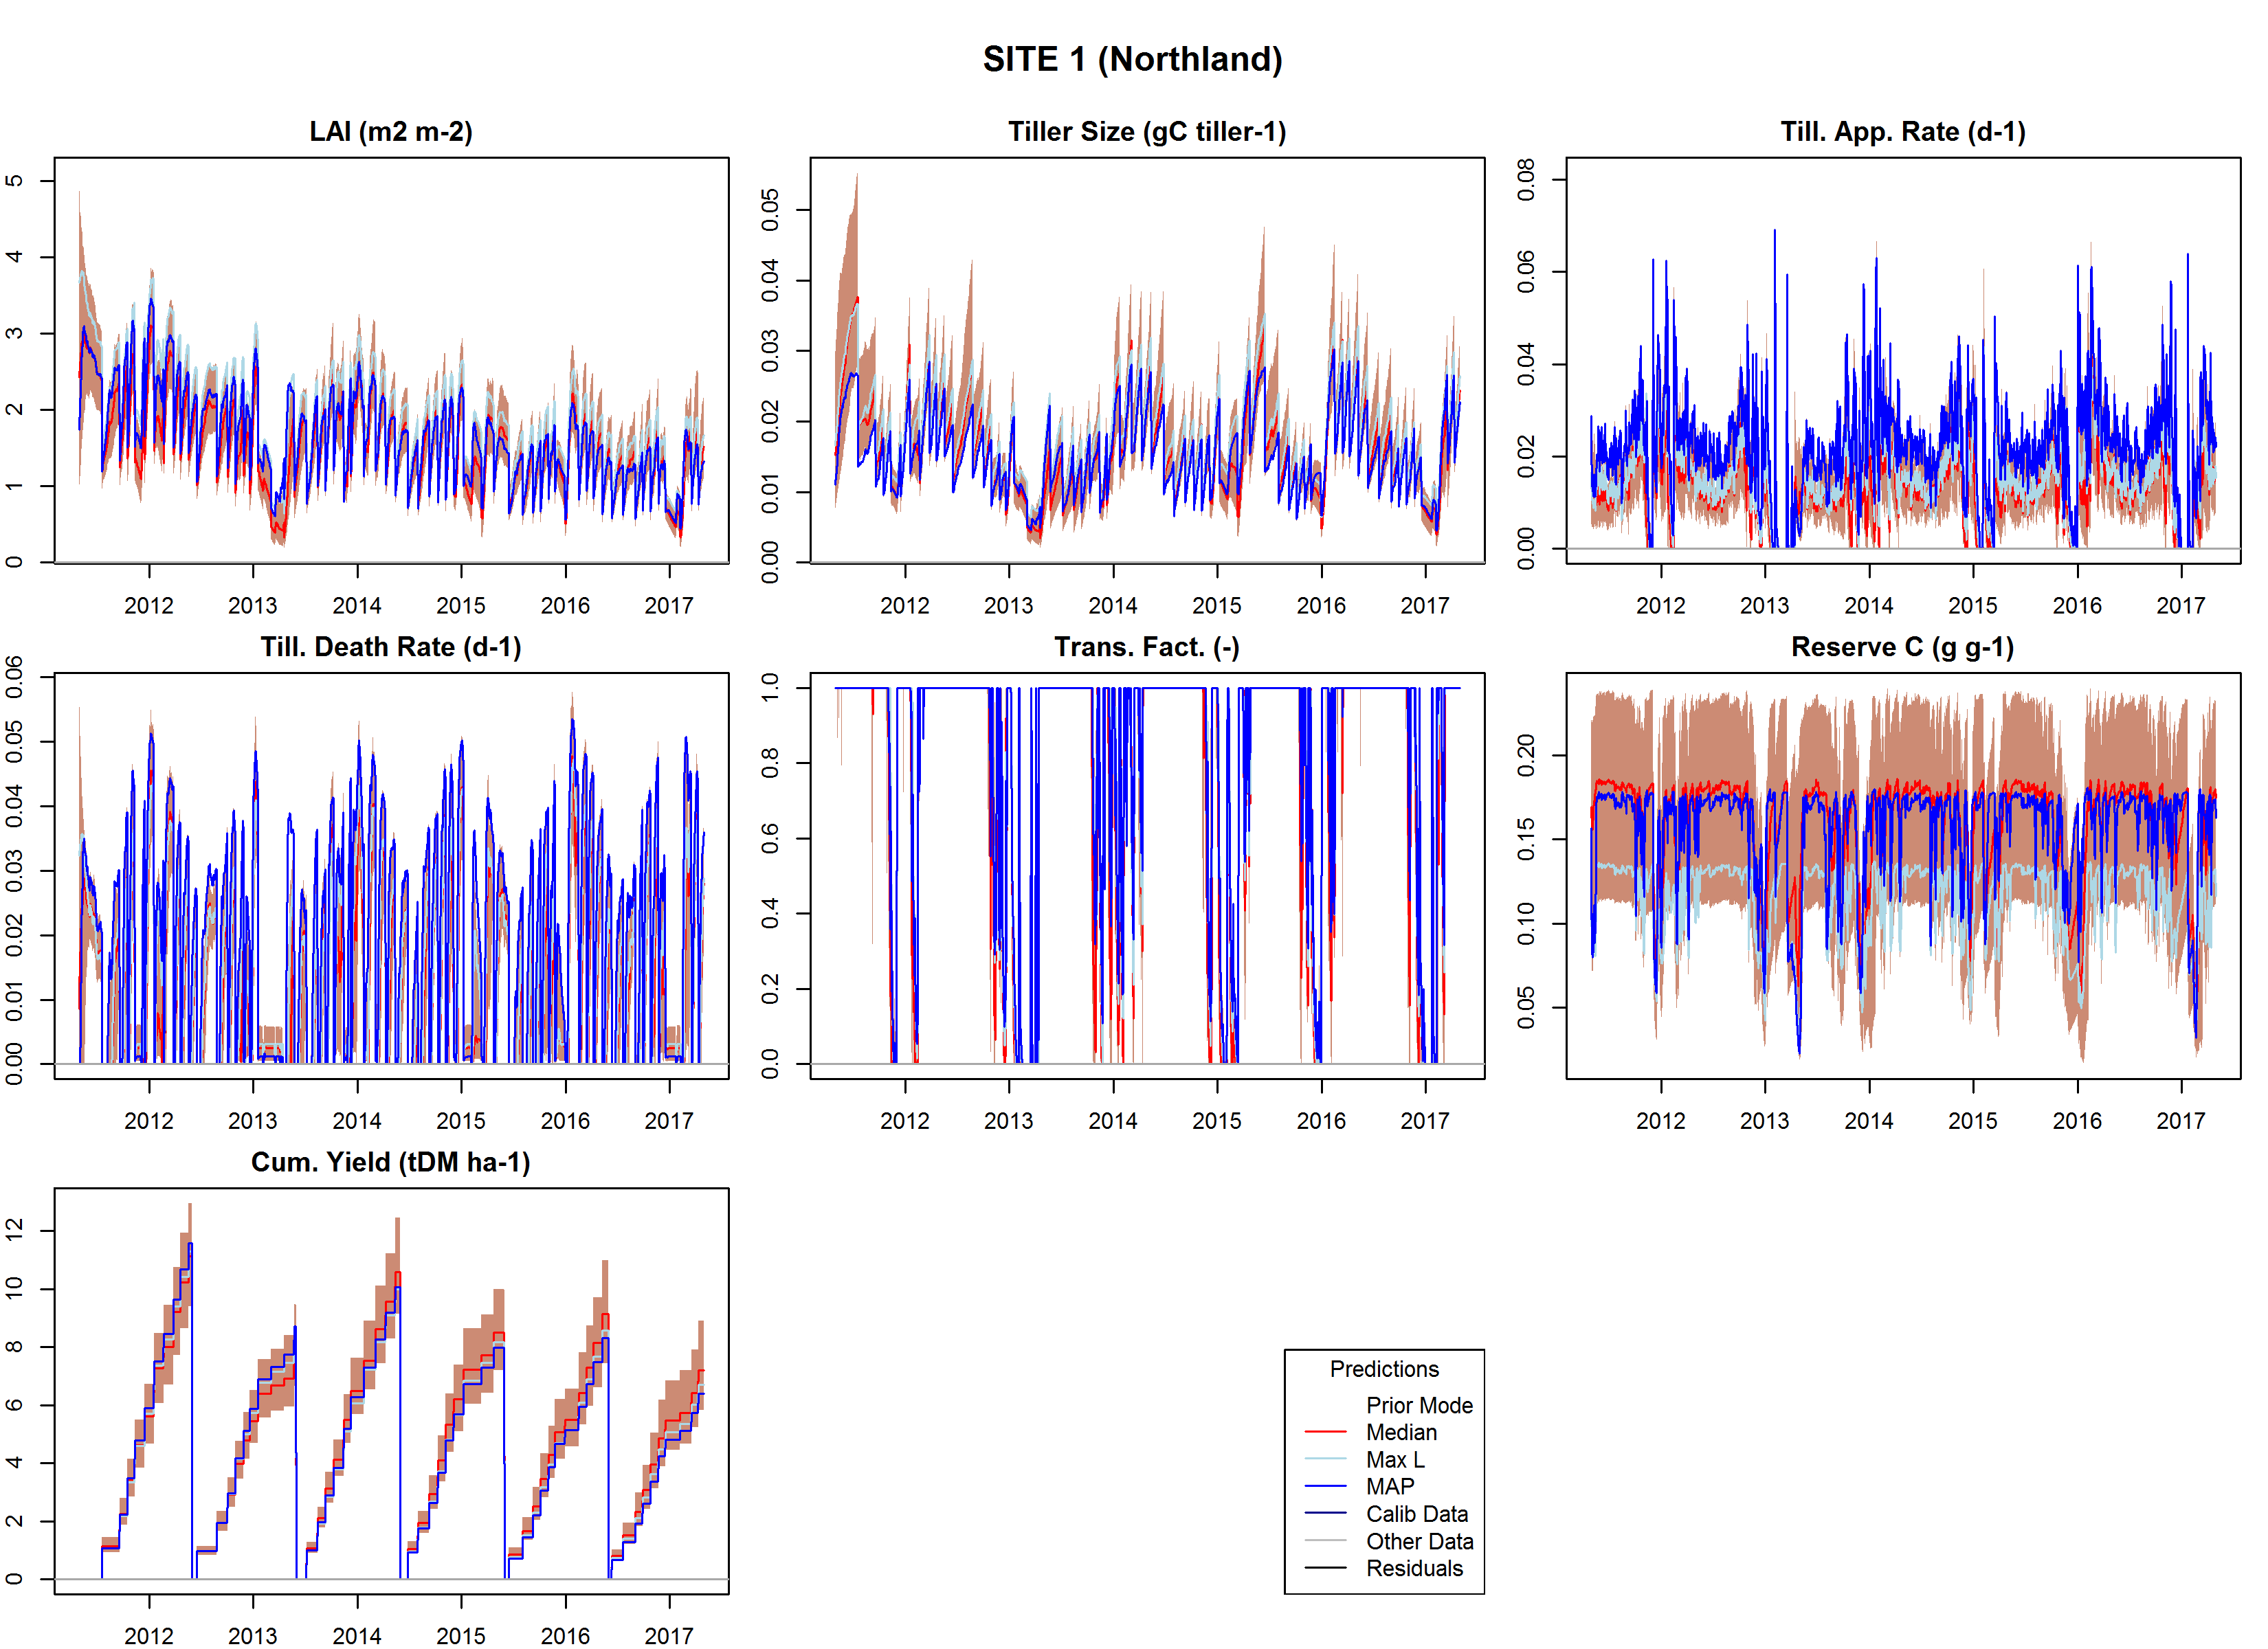 SITE 1 (Northland)
LAI (m2 m-2)
5
4
3
2
1
0
2012 2013 2014 2015 2016 2017
Tiller Size (gC tiller-1)
0.05
0.04
0.03
0.02
0.01
0.00
2012 2013 2014 2015 2016 2017
Till. App. Rate (d-1)
0.08
0.06
0.04
0.02
0.00
2012 2013 2014 2015 2016 2017
Till. Death Rate (d-1)
0.06
0.05
0.04
0.03
0.02
0.01
0.00
2012 2013 2014 2015 2016 2017
Trans. Fact. (-)
1.0
0.8
0.6
0.4
0.2
0.0
2012 2013 2014 2015 2016 2017
Reserve C (g g-1)
0.20
0.15
0.10
0.05
2012 2013 2014 2015 2016 2017
Cum. Yield (tDM ha-1)
12
10
8
6
4
2
0
2012 2013 2014 2015 2016 2017
Predictions
Prior Mode
Median
Max L
MAP
Calib Data
Other Data
Residuals